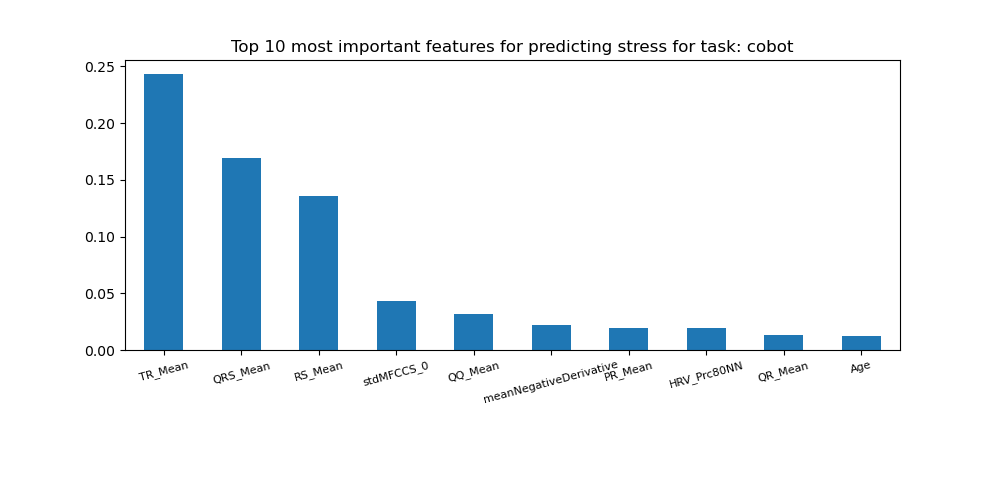 Top 10 most important features for predicting stress for task: cobot
0.25
0.20
0.15
0.10
0.05
0.00
TR_Mean
QRS_Mean
RS_Mean
stdMFCCS_0
QQ_Mean
meanNegativeDerivative
PR_Mean
HRV_Prc80NN
QR_Mean
Age